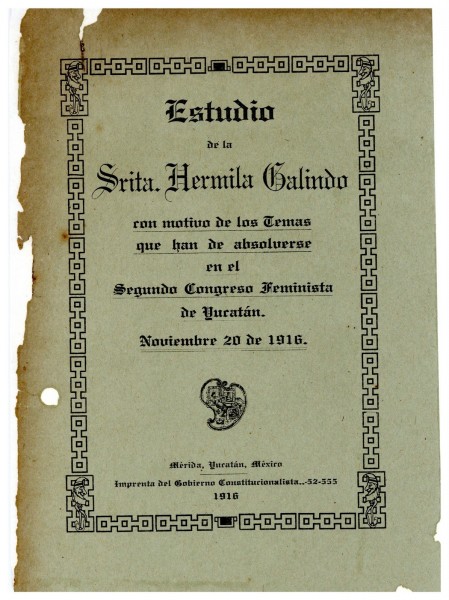 Estudio
de la
Srita. Hermila Galindo
con motivo de los Temas
que han de absolverse
en el
Segundo Congreso Feminista
de Yucatán.
Noviembre 20 de 1916.
Mérida, Yucatán, México
Imprenta del Gobierno Constitucionalista..-52-555
1916